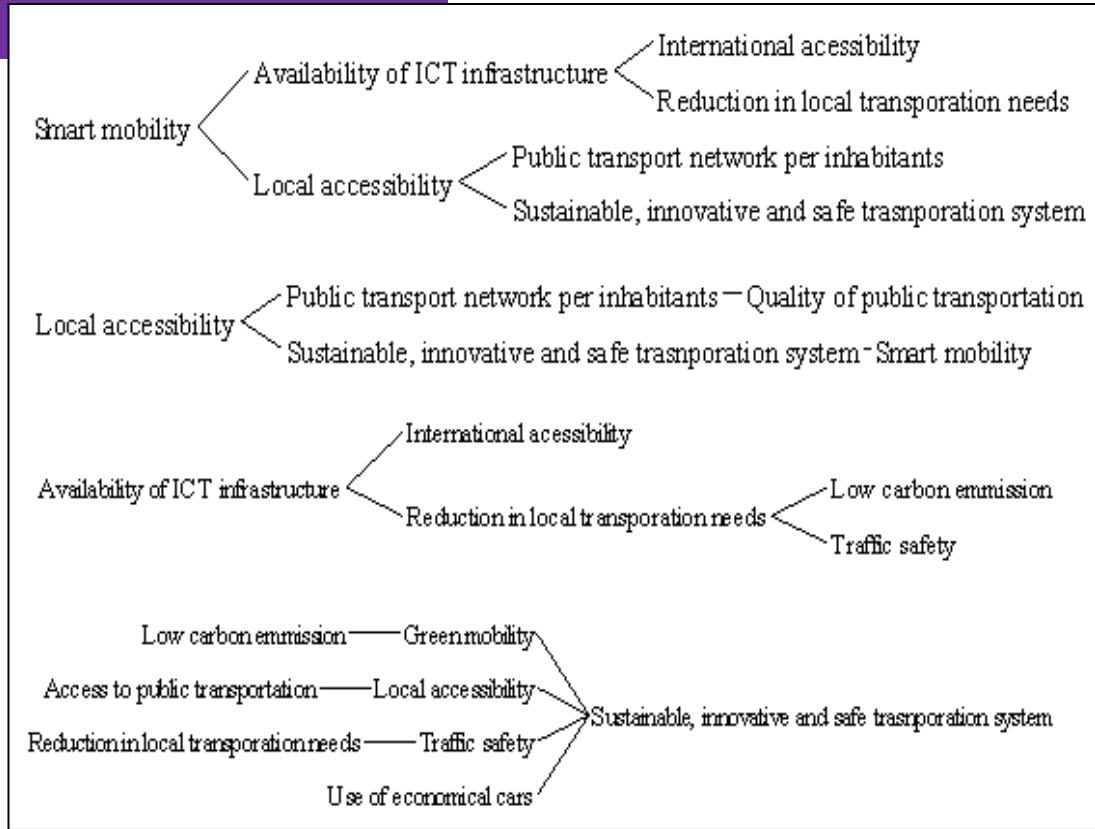 International acessibility
Availability of ICT infrastructure
Reduction in local transporation needs
Smart mobility
Public transport network per inhabitants
Local accessibility
Sustainable, innovative and safe trasnporation system
Public transport network per inhabitants Quality of public transportation
Local accessibility
Sustainable, innovative and safe trasnporation system Smart mobility
International acessibility
Availability of ICT infrastructure
Low carbon emmission
Reduction in local transporation needs
Traffic safety
Low carbon emmission Green mobility
Access to public transportation Local accessibility
Sustainable, innovative and safe trasnporation system
Reduction in local transporation needs Traffic safety
Use of economical cars